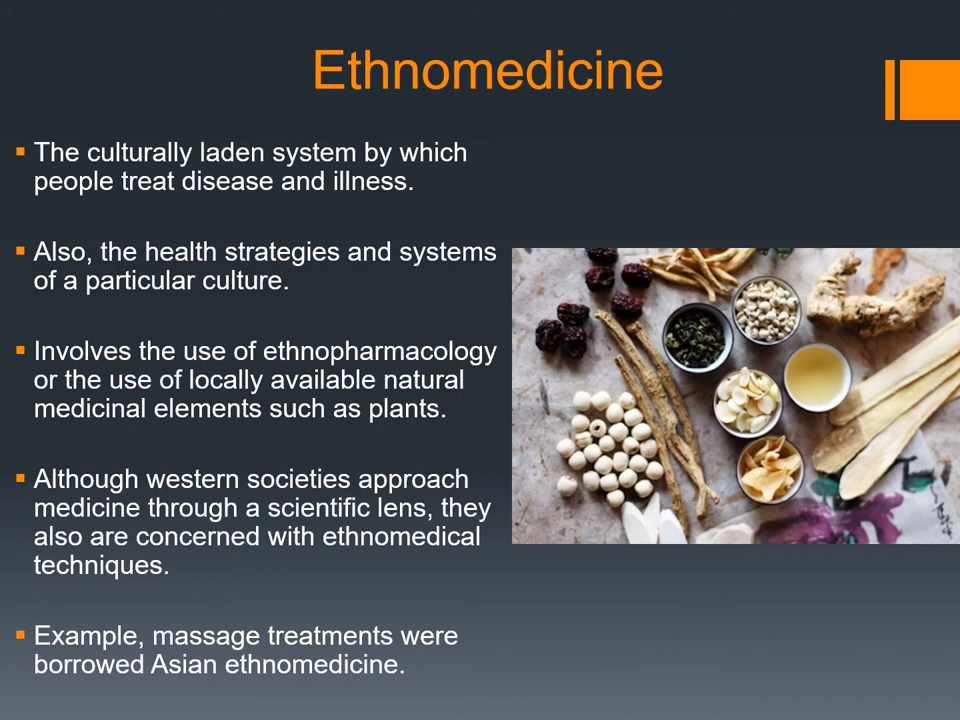 Ethnomedicine
▪ The culturally laden system by which
people treat disease and illness.
▪ Also, the health strategies and systems
of a particular culture.
▪ Involves the use of ethnopharmacology
or the use of locally available natural
medicinal elements such as plants.
▪ Although western societies approach
medicine through a scientific lens, they
also are concerned with ethnomedical
techniques.
▪ Example, massage treatments were
borrowed Asian ethnomedicine.